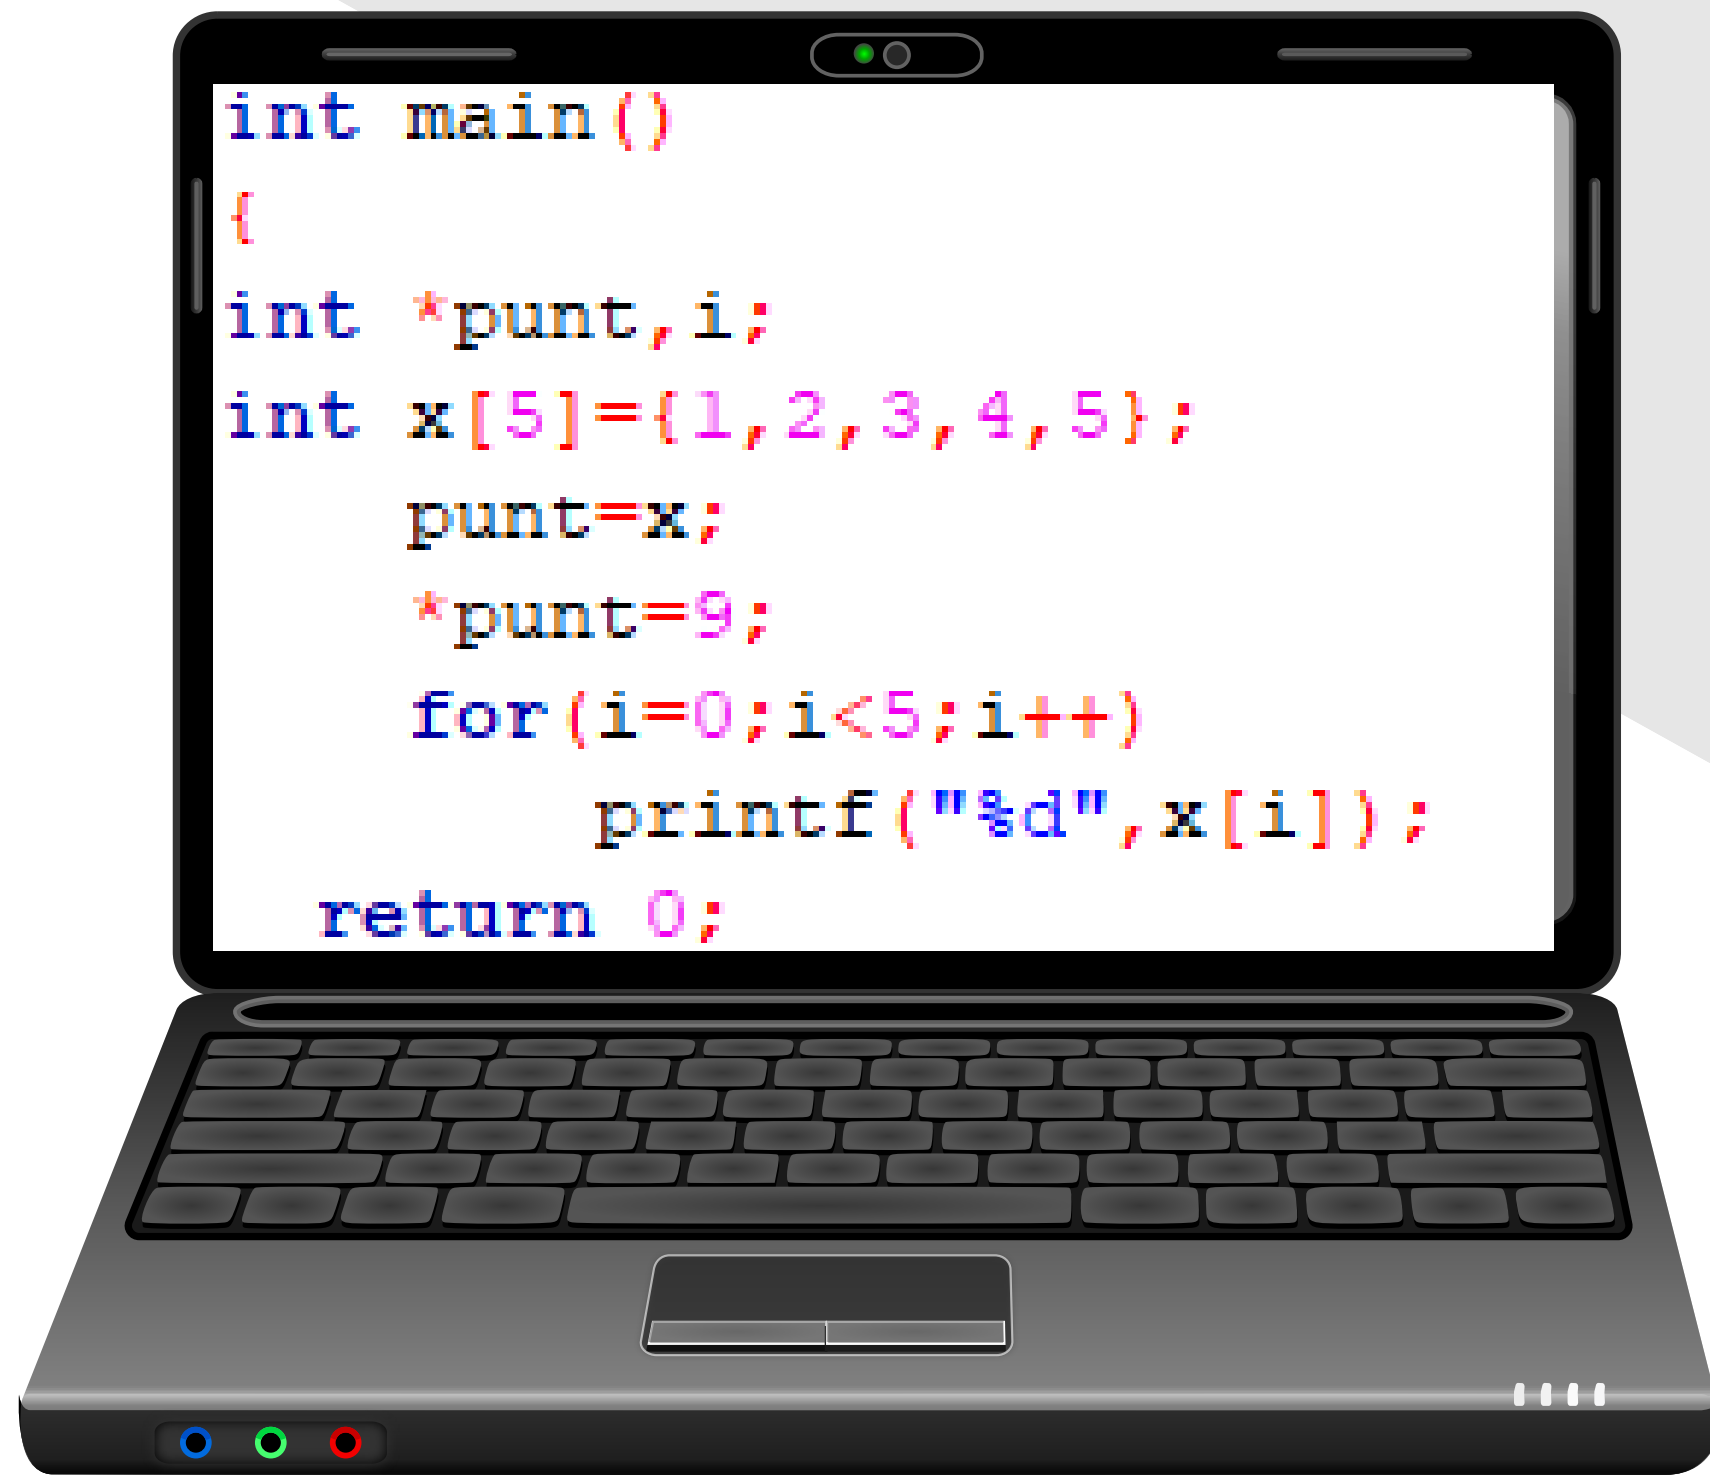 int main()
{
int *punt,i;
int x[5]={1,2,3,4,5};
punt=x;
*punt=9;
for(i=0;i<5;i++)
printf("%d",x[i]);
return 0;